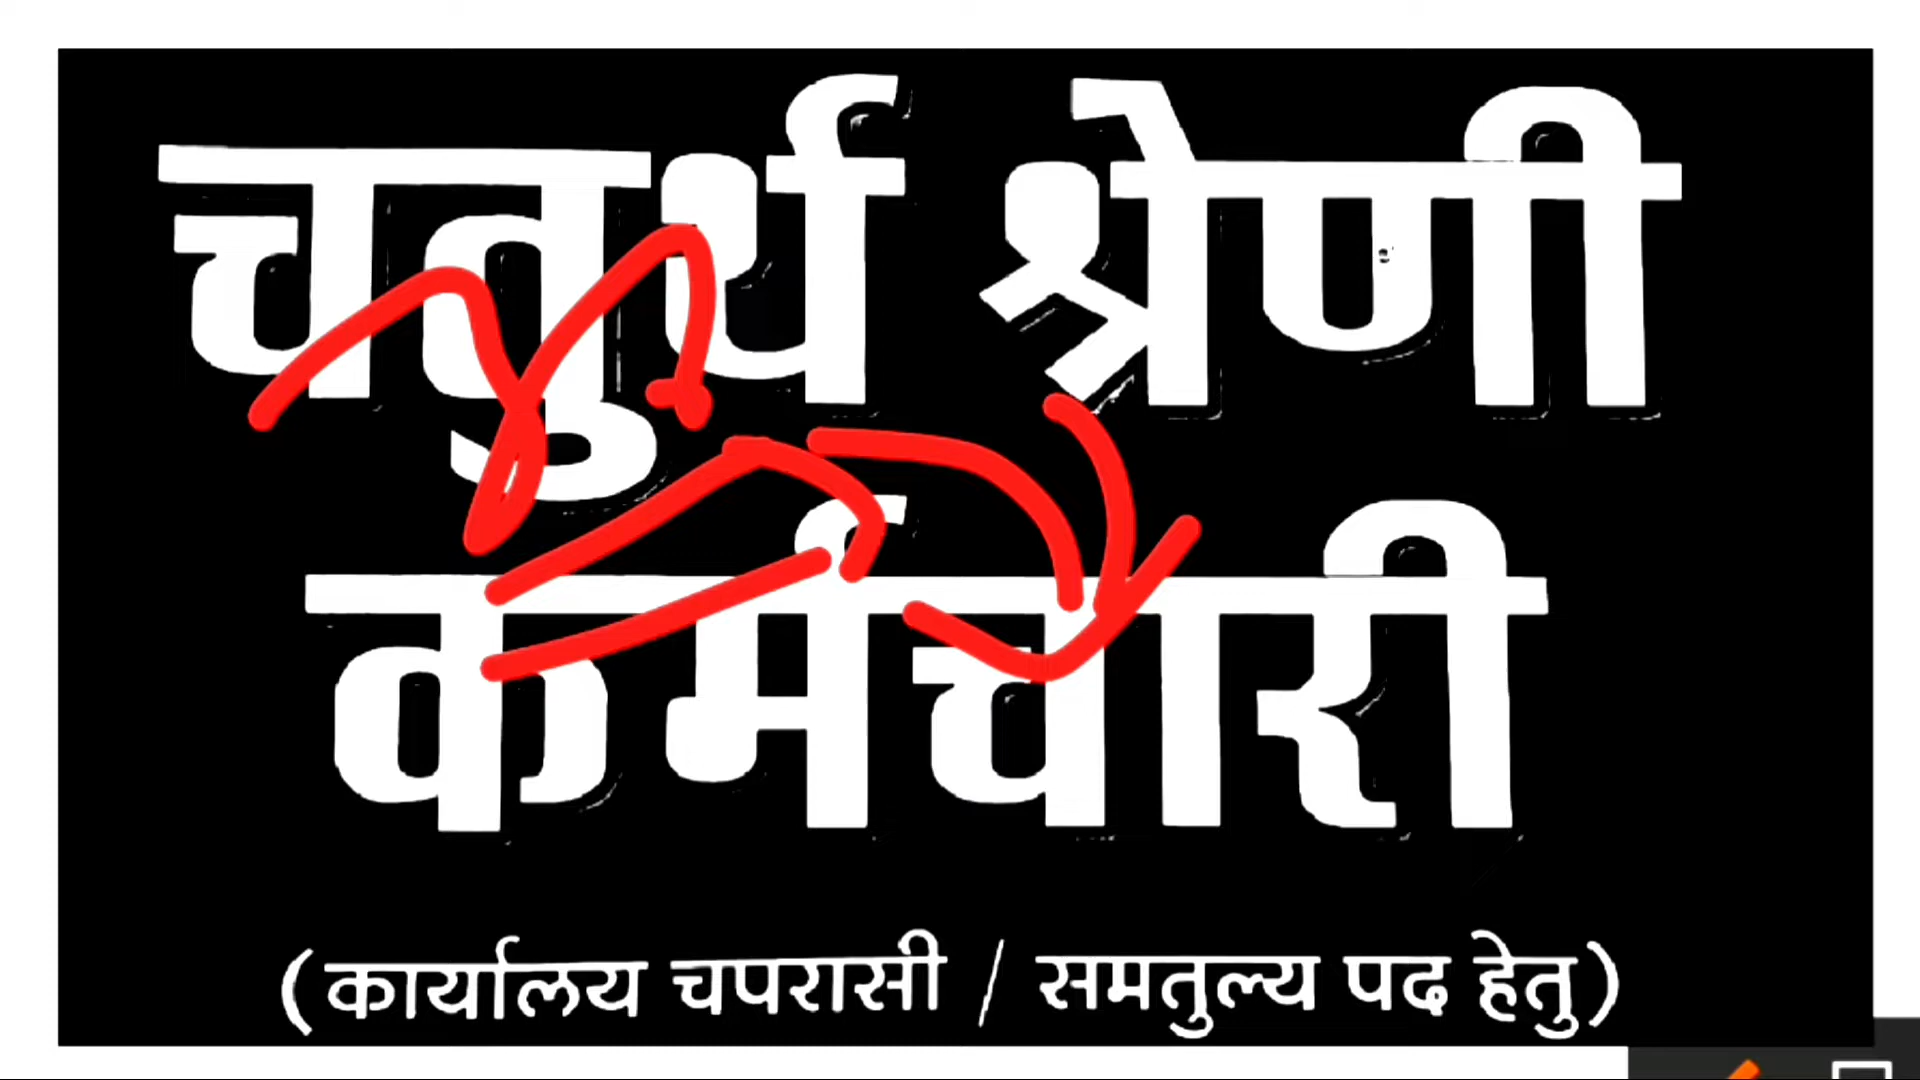 चतुर्थ श्रेणी
कर्मचारी
(कार्यालय चपरासी / समतुल्य पद हेतु)